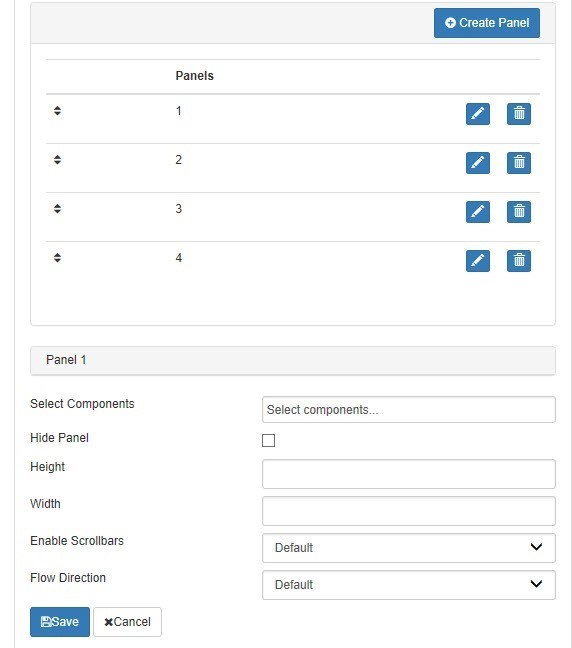 Create Panel
Panels
1
2
3
4
Panel 1
Select Components
Select components...
Hide Panel
Height
Width
Enable Scrollbars
Default
Flow Direction
Default
Save
Cancel